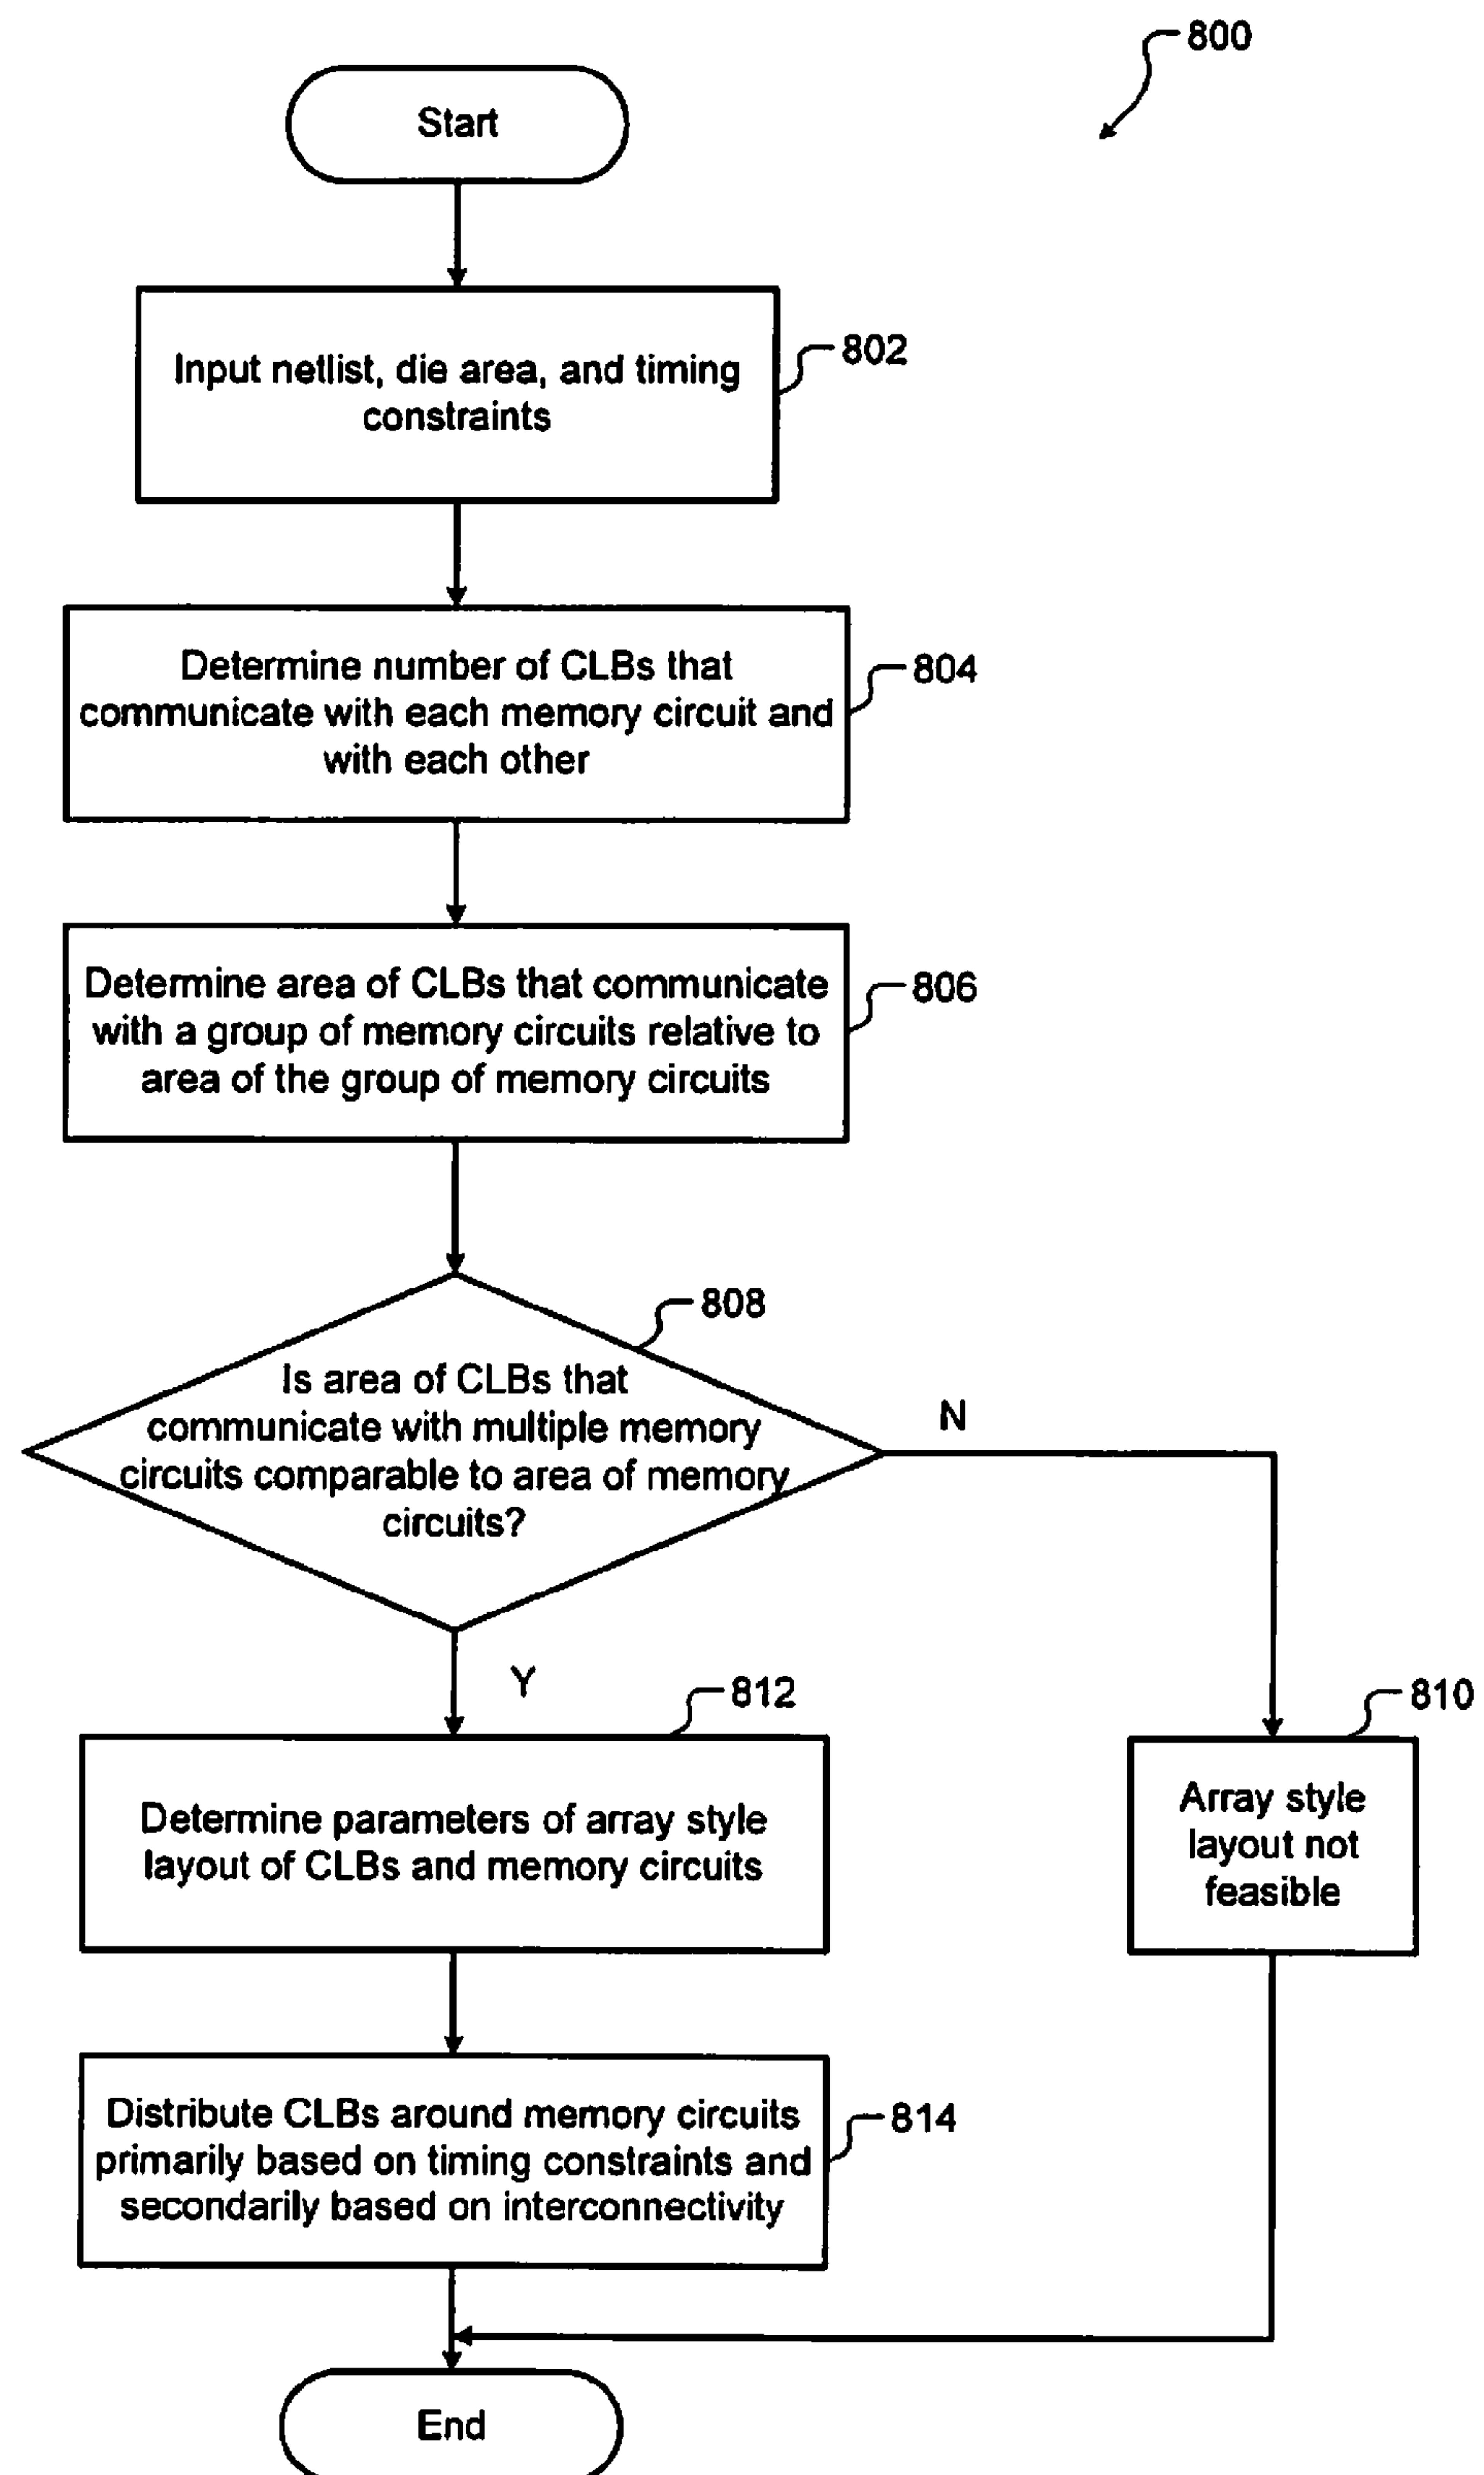 800
Start
Input netlist, die area, and timing
constraints
802
Determine number of CLBs that
communicate with each memory circuit and
with each other
804
Determine area of CLBs that communicate
with a group of memory circuits relative to
area of the group of memory circuits
806
808
Is area of CLBs that
communicate with multiple memory
circuits comparable to area of memory
circuits?
N
Y
812
Determine parameters of array style
layout of CLBs and memory circuits
810
Array style
layout not
feasible
Distribute CLBs around memory circuits
primarily based on timing constraints and
secondarily based on interconnectivity
814
End